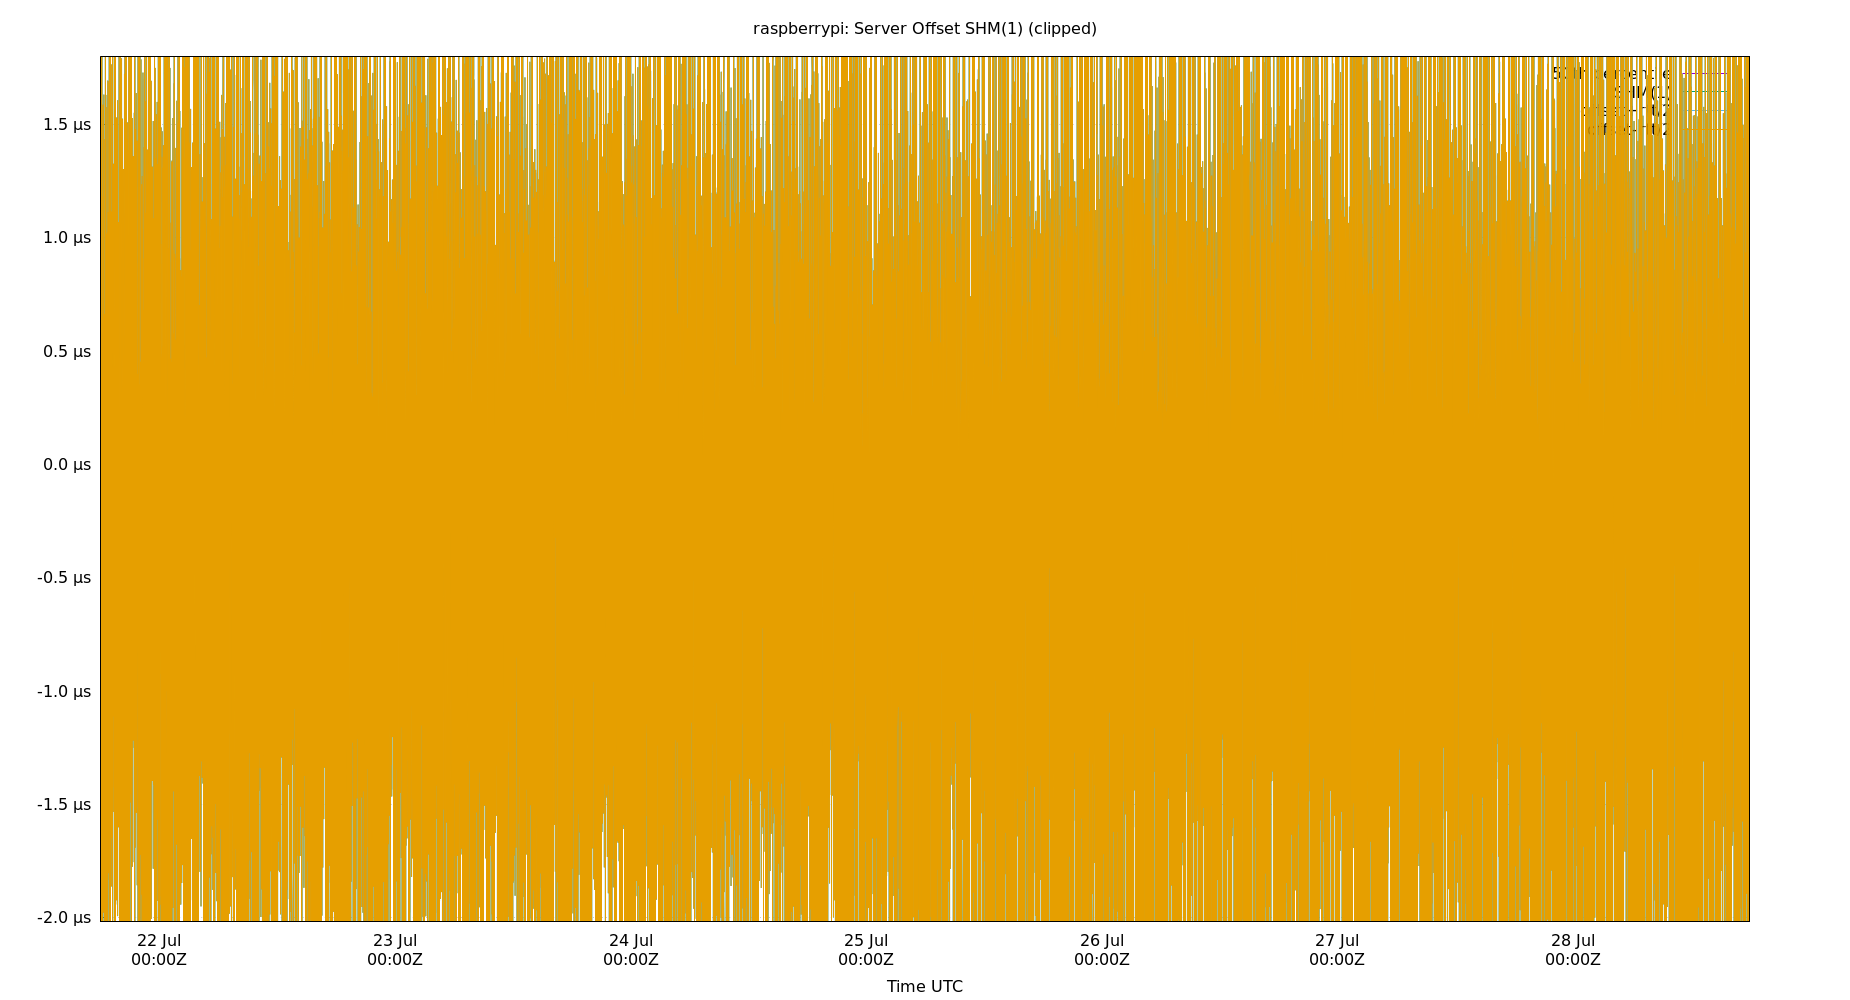 raspberrypi: Server Offset SHM(1) (clipped)
1.5 µs
1.0 µs
0.5 µs
0.0 µs
-0.5 µs
-1.0 µs
-1.5 µs
-2.0 µs
22 Jul 23 Jul 24 Jul 25 Jul 26 Jul 27 Jul 28 Jul
00:00Z 00:00Z 00:00Z 00:00Z 00:00Z 00:00Z 00:00Z
Time UTC